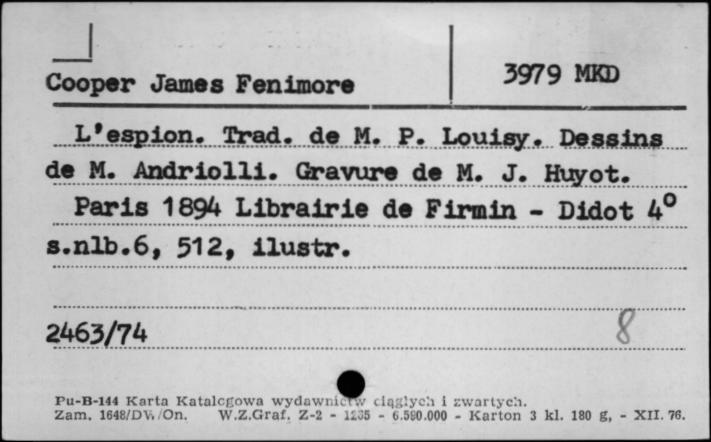 Cooper James Fenimore 3979 MKD
L'espion. Trad. de M. P. Louisy. Dessins
de M. Andriolli. Gravure de M. J. Huyot.
Paris 1894 Librairie de Firmin - Didot 4°
s.nlb.6, 512, ilustr.
2463/74 8
Pu-B-144 Karta Katalogowa wydawnictw ciągłych i zwartych.
Zam. 1648/DW/On. W.Z.Graf. Z-2 - 1235 - 6.590.000 - Karton 3 kl. 180 g, - XII. 76.